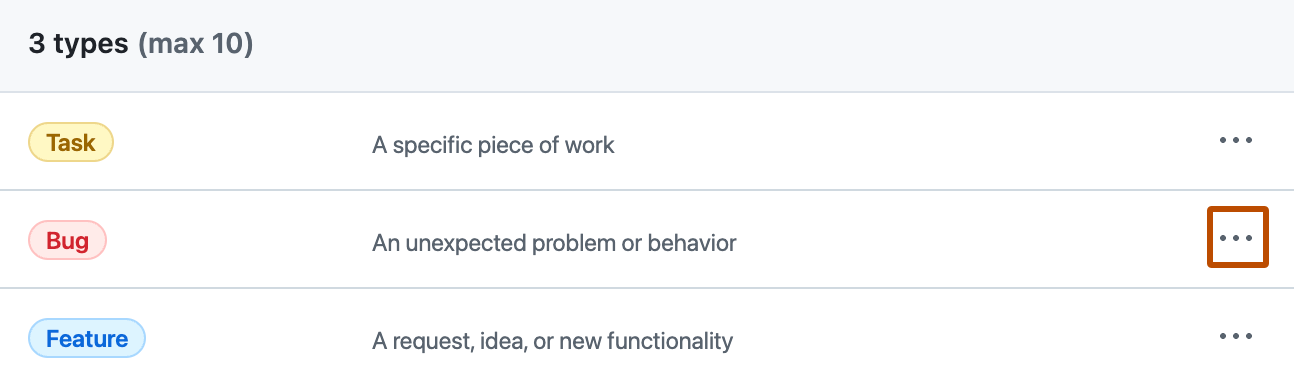 3 types (max 10)
Task A specific piece of work
Bug An unexpected problem or behavior
Feature A request, idea, or new functionality